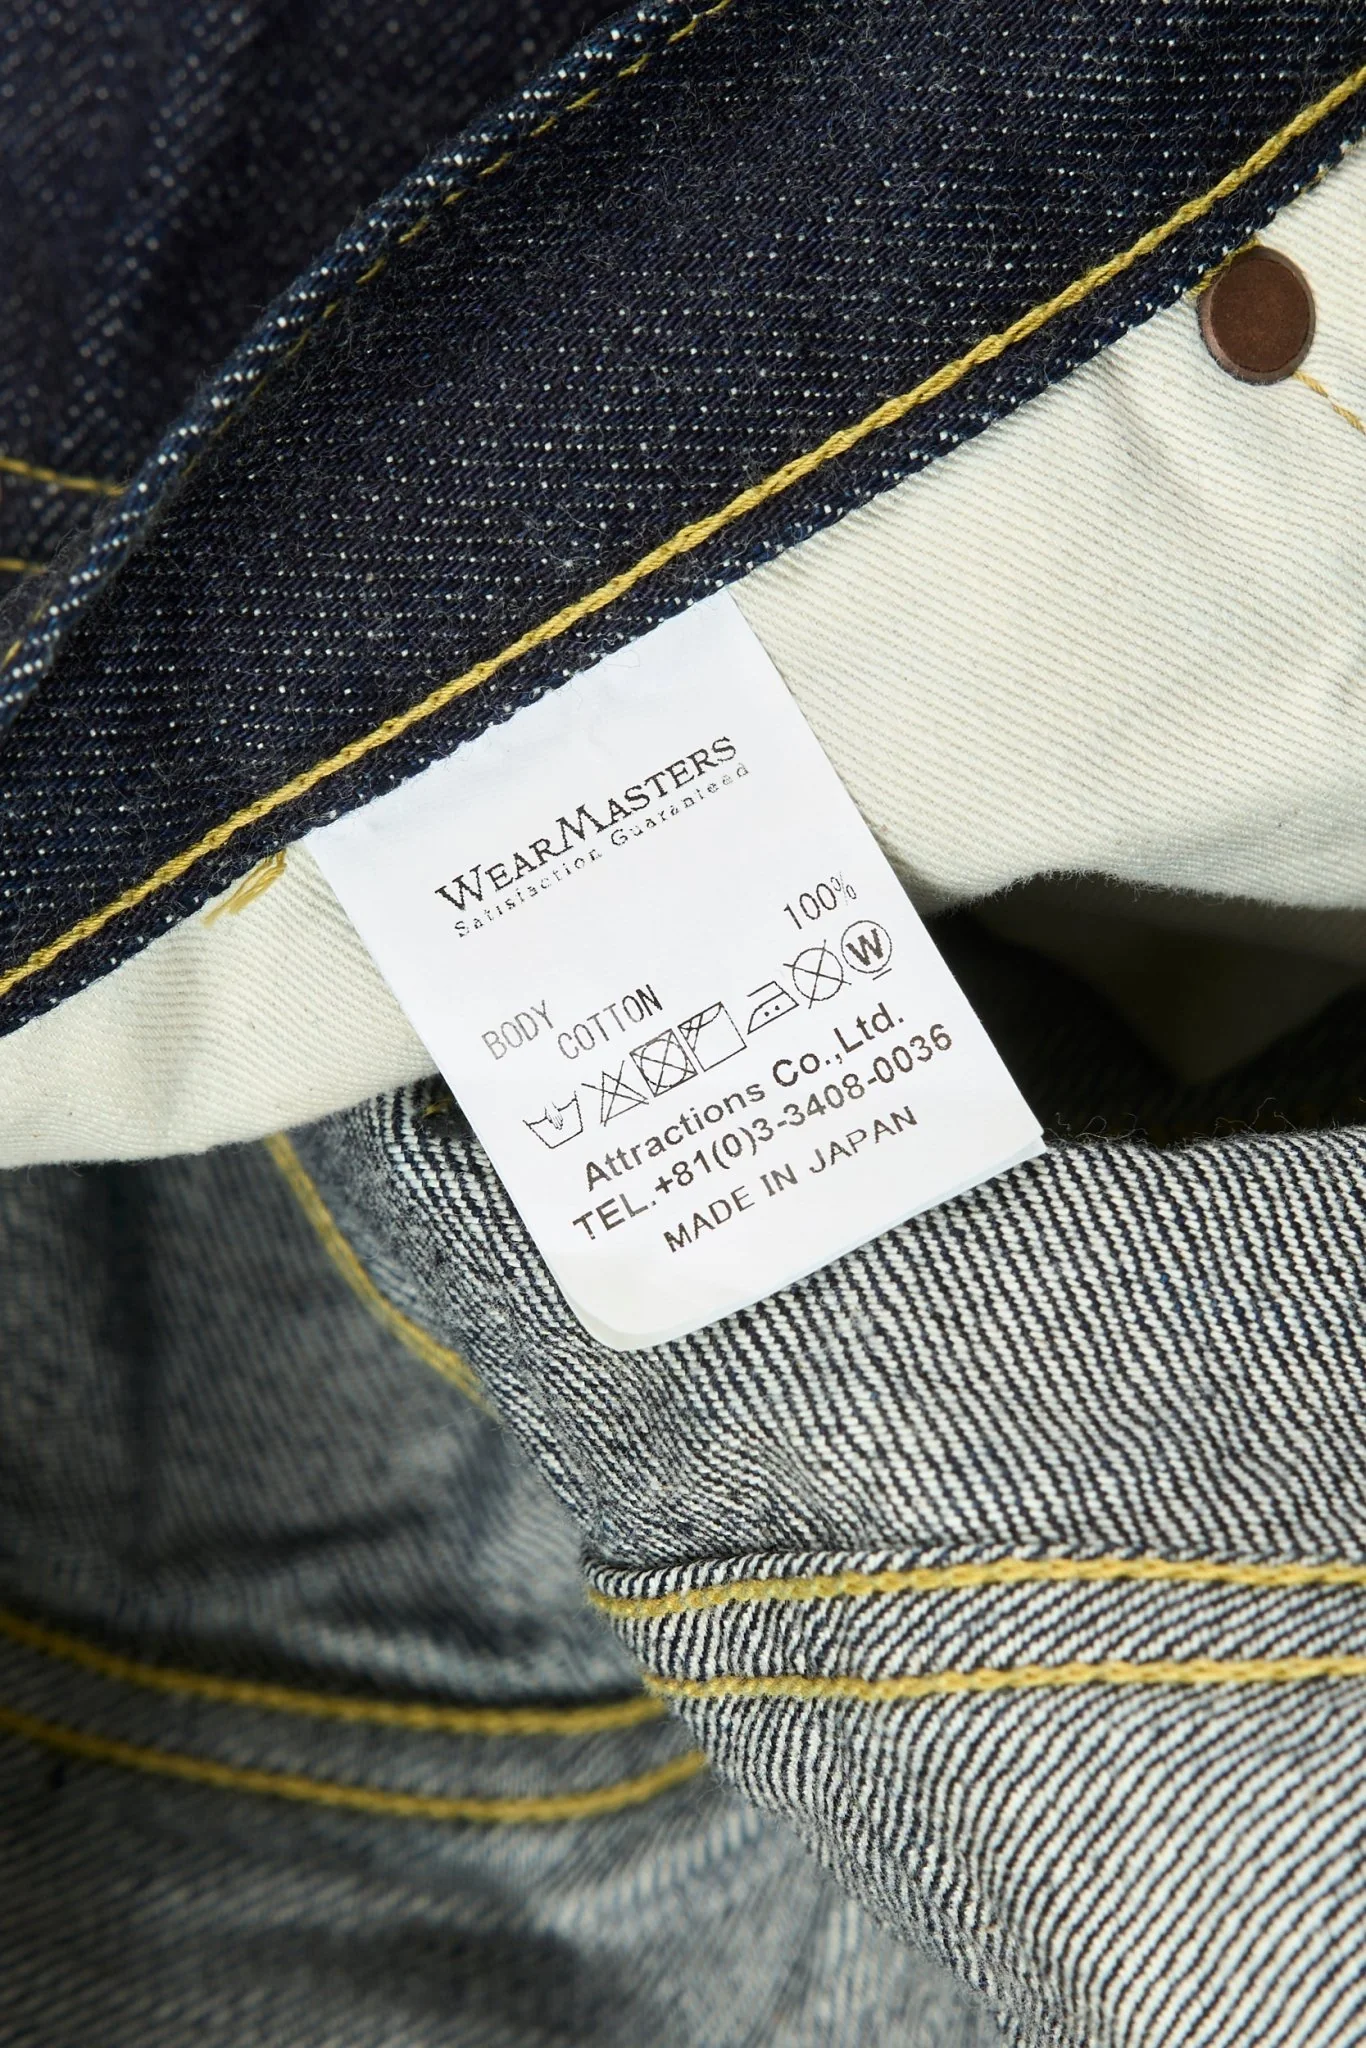 WEARMASTERS
Satisfaction Guaranteed
BODY
COTTON 100%
W
Attractions Co.,Ltd.
TEL.+81(0)3-3408-0036
MADE IN JAPAN